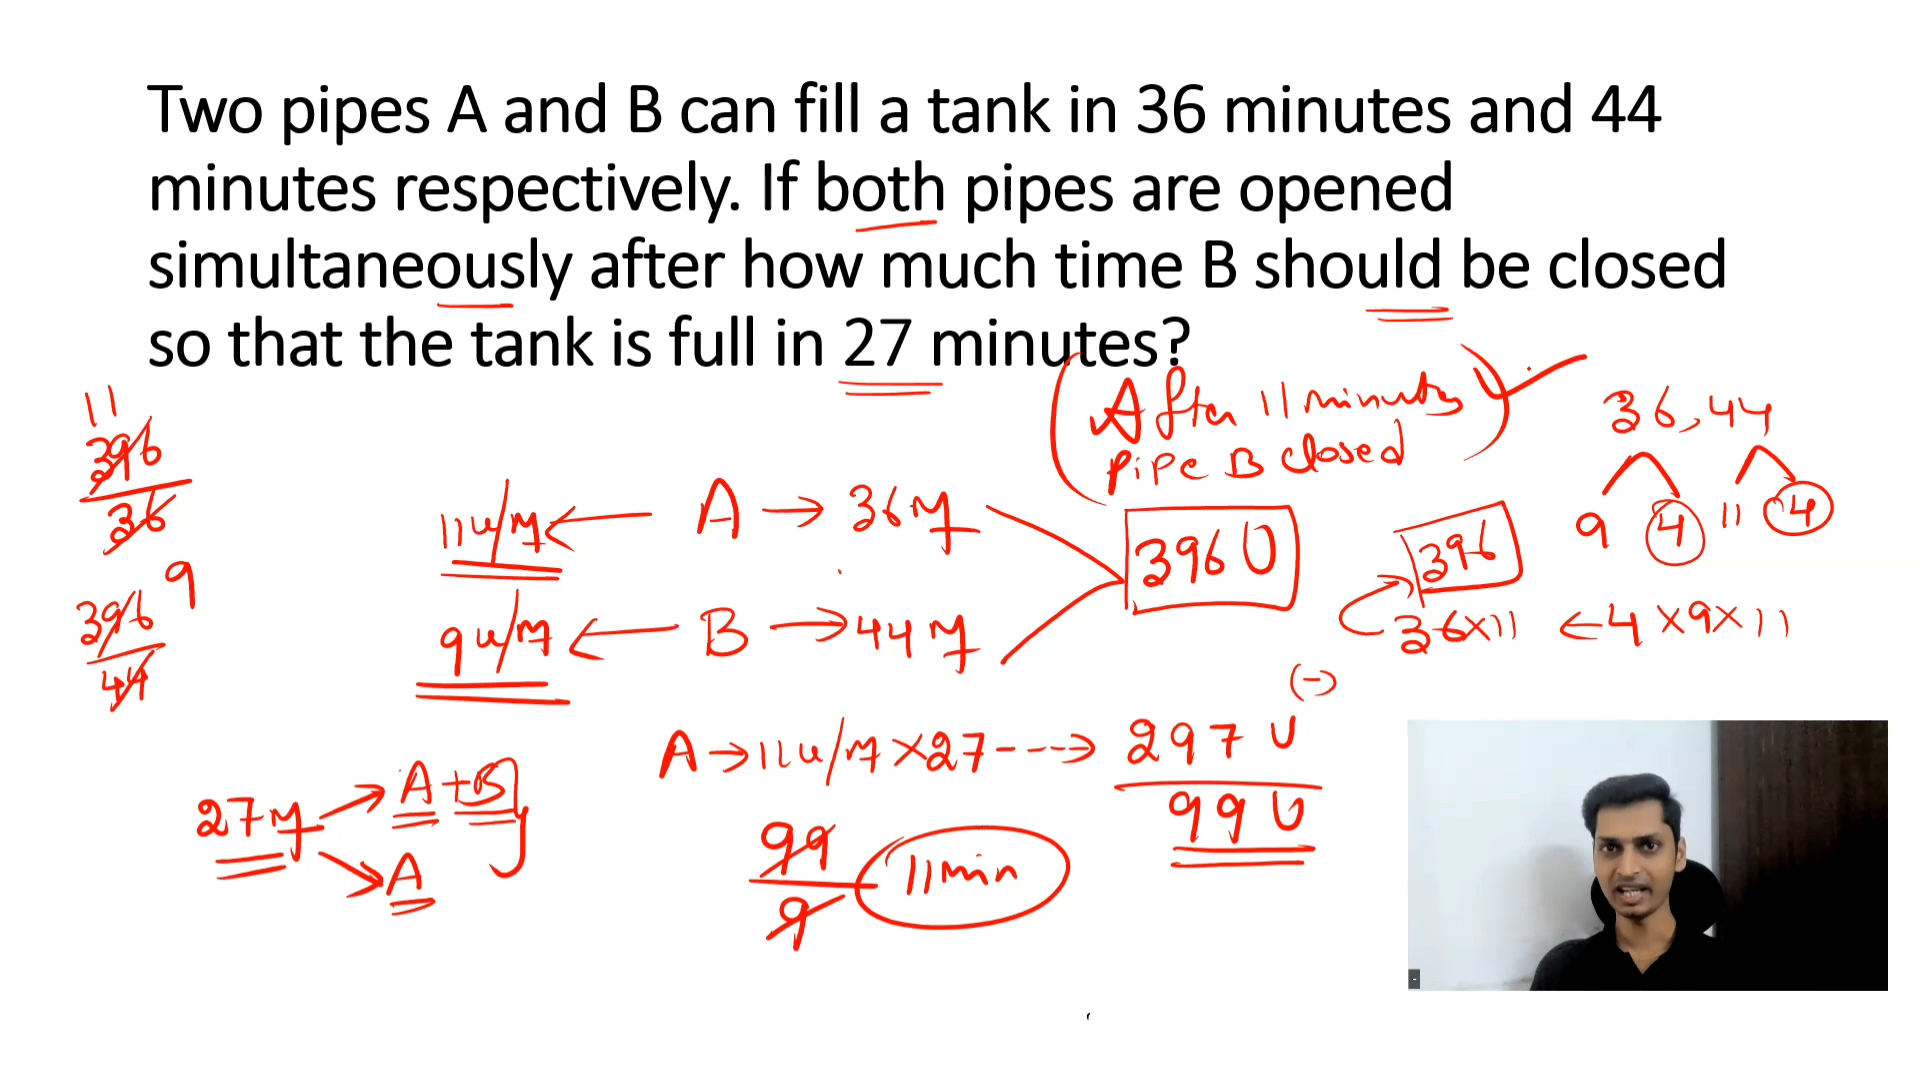 Two pipes A and B can fill a tank in 36 minutes and 44
minutes respectively. If both pipes are opened
simultaneously after how much time B should be closed
so that the tank is full in 27 minutes?
After 11 minutes
Pipe B closed
11
396
36
9
396
44
11u/M ← A → 36M
9u/M ← B → 44M
396 U
36, 44
9 4 11 4
396
36×11 ← 4×9×11
(-)
A → 11u/M × 27 ---→ 297 U
99 U
27M → A+B
→ A
99
9
11min